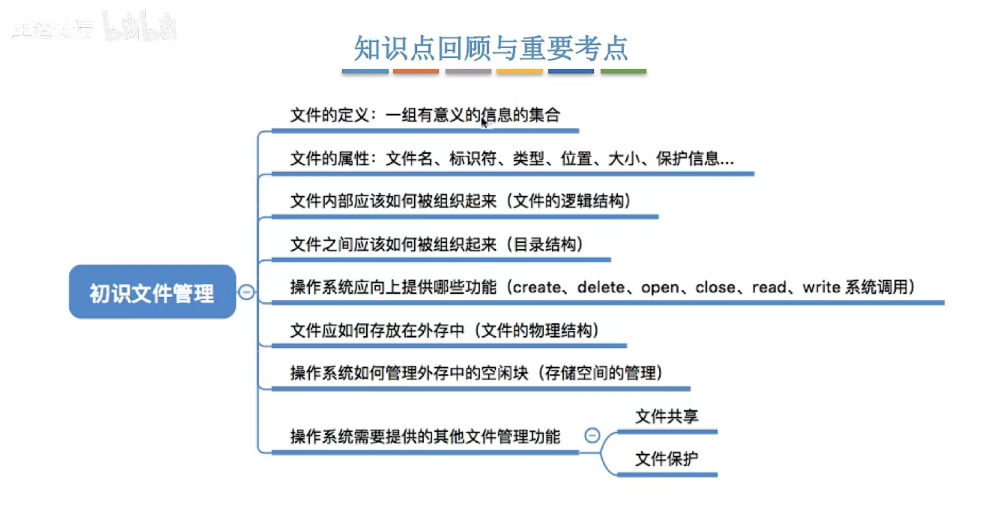 知识点回顾与重要考点
文件的定义：一组有意义的信息的集合
文件的属性：文件名、标识符、类型、位置、大小、保护信息...
文件内部应该如何被组织起来（文件的逻辑结构）
文件之间应该如何被组织起来（目录结构）
初识文件管理
操作系统应向上提供哪些功能（create、delete、open、close、read、write 系统调用）
文件应如何存放在外存中（文件的物理结构）
操作系统如何管理外存中的空闲块（存储空间的管理）
操作系统需要提供的其他文件管理功能
文件共享
文件保护